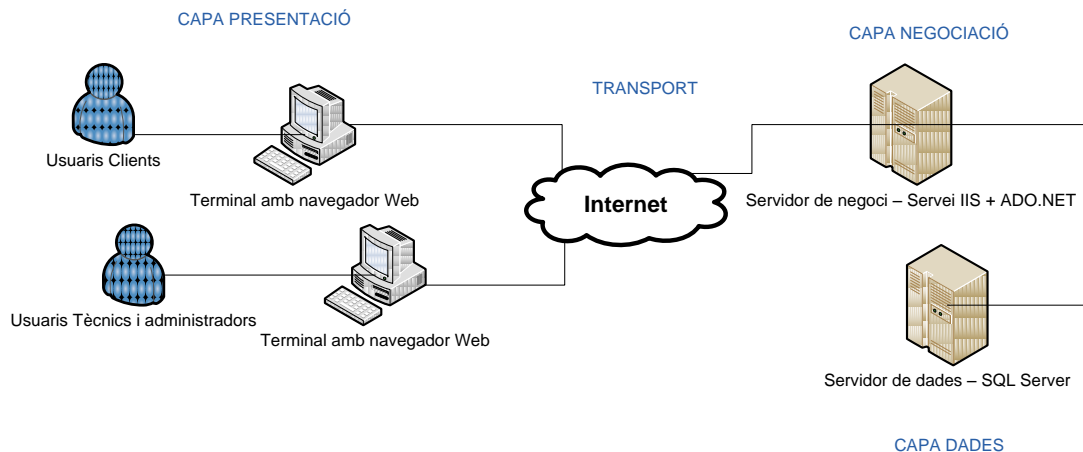 CAPA PRESENTACIÓ
CAPA NEGOCIACIÓ
TRANSPORT
Usuaris Clients
Terminal amb navegador Web
Internet
Servidor de negoci – Servei IIS + ADO.NET
Usuaris Tècnics i administradors
Terminal amb navegador Web
Servidor de dades – SQL Server
CAPA DADES